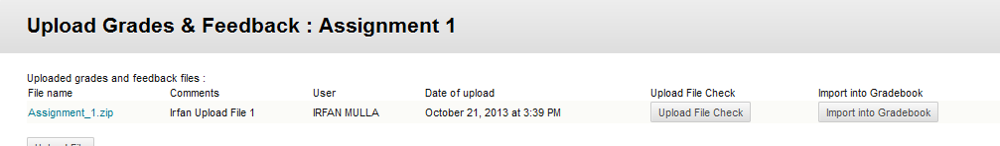 Upload Grades & Feedback : Assignment 1
Uploaded grades and feedback files :
File name Comments User Date of upload Upload File Check Import into Gradebook
Assignment_1.zip Irfan Upload File 1 IRFAN MULLA October 21, 2013 at 3:39 PM Upload File Check Import into Gradebook